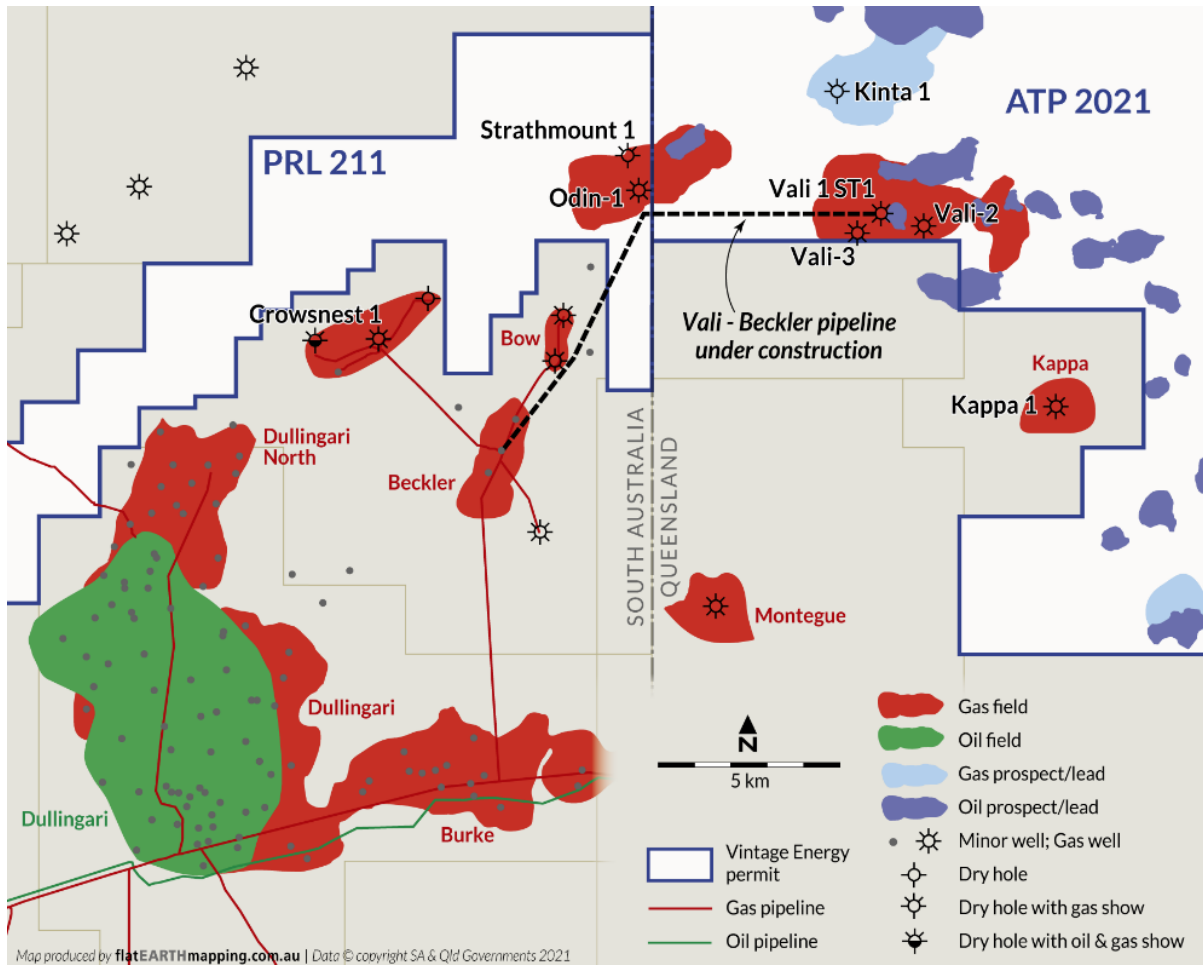 Kinta 1
ATP 2021
Strathmount 1
PRL 211
Odin-1
Vali 1 ST1
Vali-2
Vali-3
Crowsnest 1
Bow
Vali - Beckler pipeline
under construction
Kappa
Kappa 1
Dullingari
North
Beckler
SOUTH AUSTRALIA
QUEENSLAND
Montegue
Dullingari
Dullingari
Burke
N
5 km
Gas field
Oil field
Gas prospect/lead
Oil prospect/lead
Minor well; Gas well
Dry hole
Dry hole with gas show
Dry hole with oil & gas show
Vintage Energy
permit
Gas pipeline
Oil pipeline
Map produced by flatEARTHmapping.com.au | Data © copyright SA & Qld Governments 2021